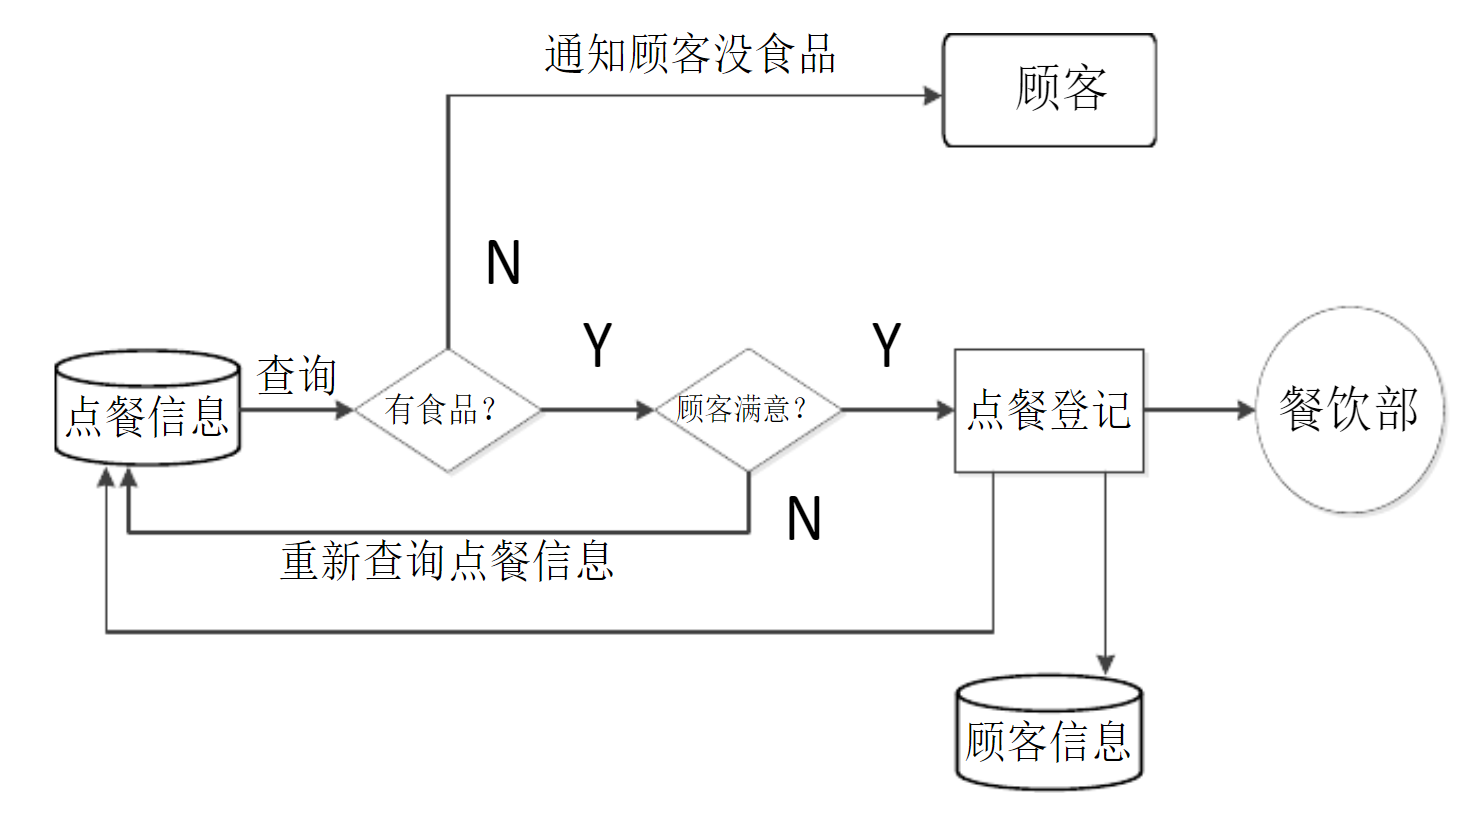 通知顾客没食品
顾客
N
Y
Y
查询
点餐信息
有食品？
顾客满意？
点餐登记
餐饮部
N
重新查询点餐信息
顾客信息